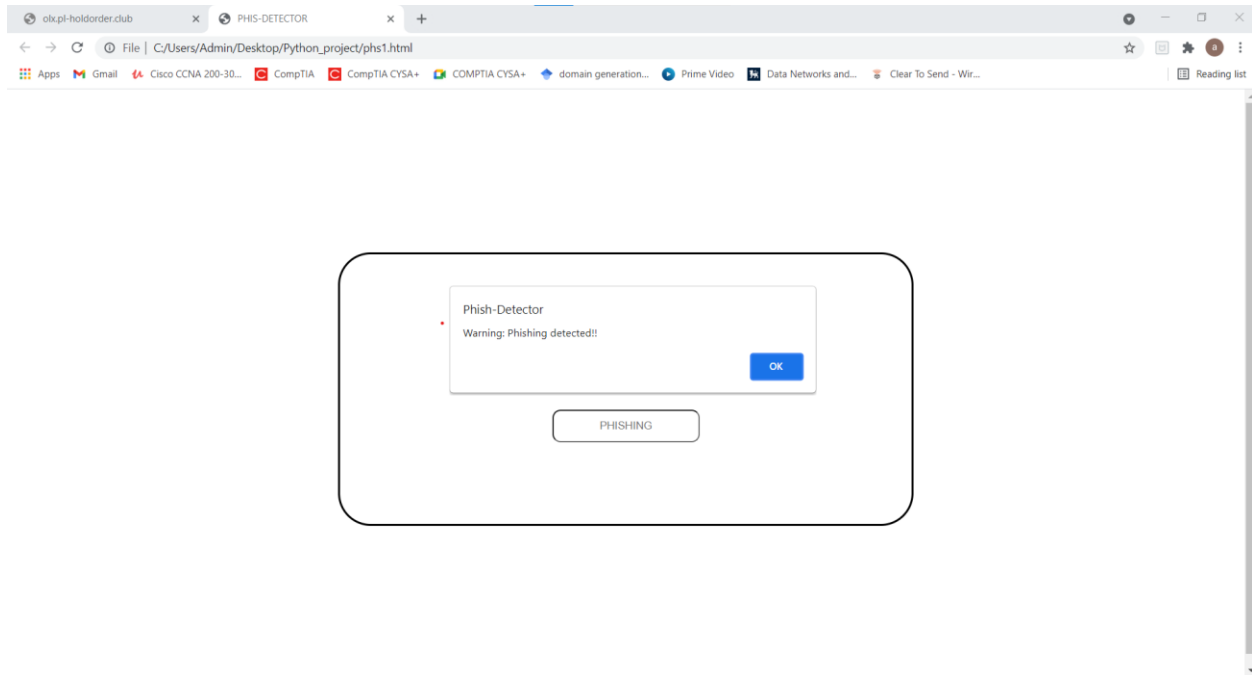 olx.pl-holdorder.club PHIS-DETECTOR
File | C:/Users/Admin/Desktop/Python_project/phs1.html a
Apps Gmail Cisco CCNA 200-30... CompTIA CompTIA CYSA+ COMPTIA CYSA+ domain generation... Prime Video Data Networks and... Clear To Send - Wir... Reading list
Phish-Detector
Warning: Phishing detected!!
OK
PHISHING